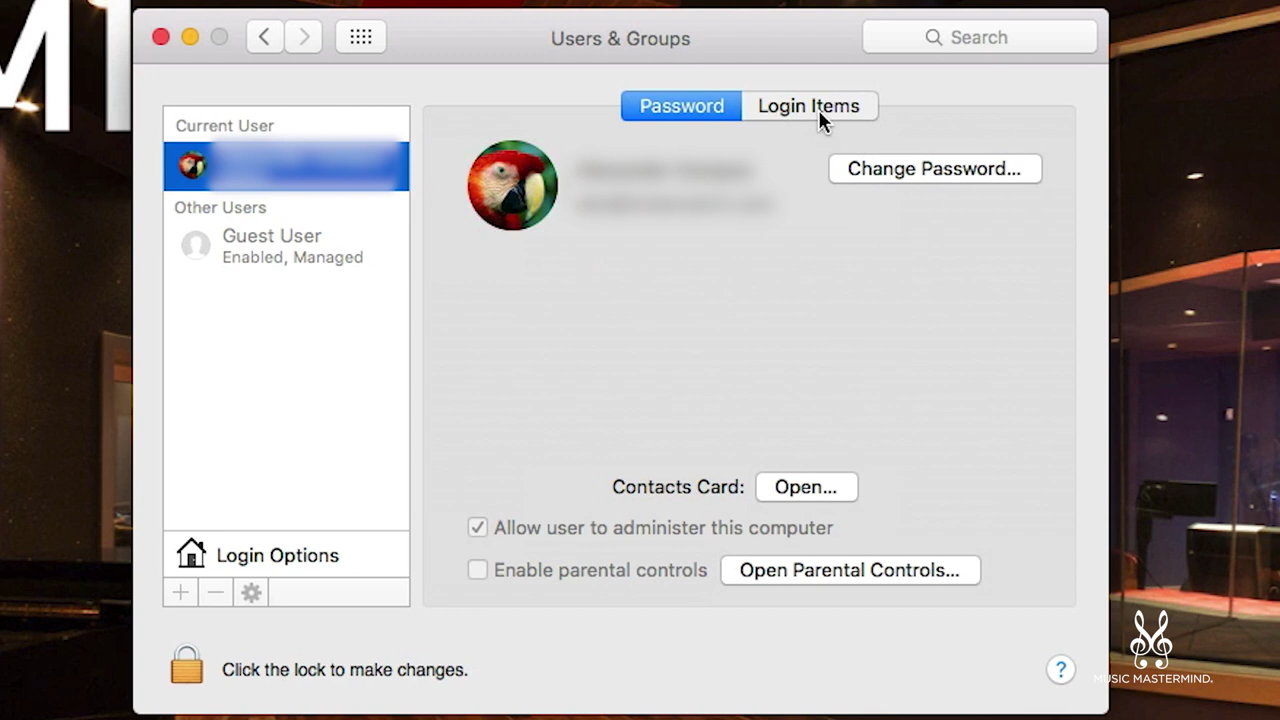 Users & Groups
Search
Password
Login Items
Current User
Change Password...
Other Users
Guest User
Enabled, Managed
Contacts Card:
Open...
Allow user to administer this computer
Login Options
Enable parental controls
Open Parental Controls...
Click the lock to make changes.
?
MUSIC MASTERMIND.